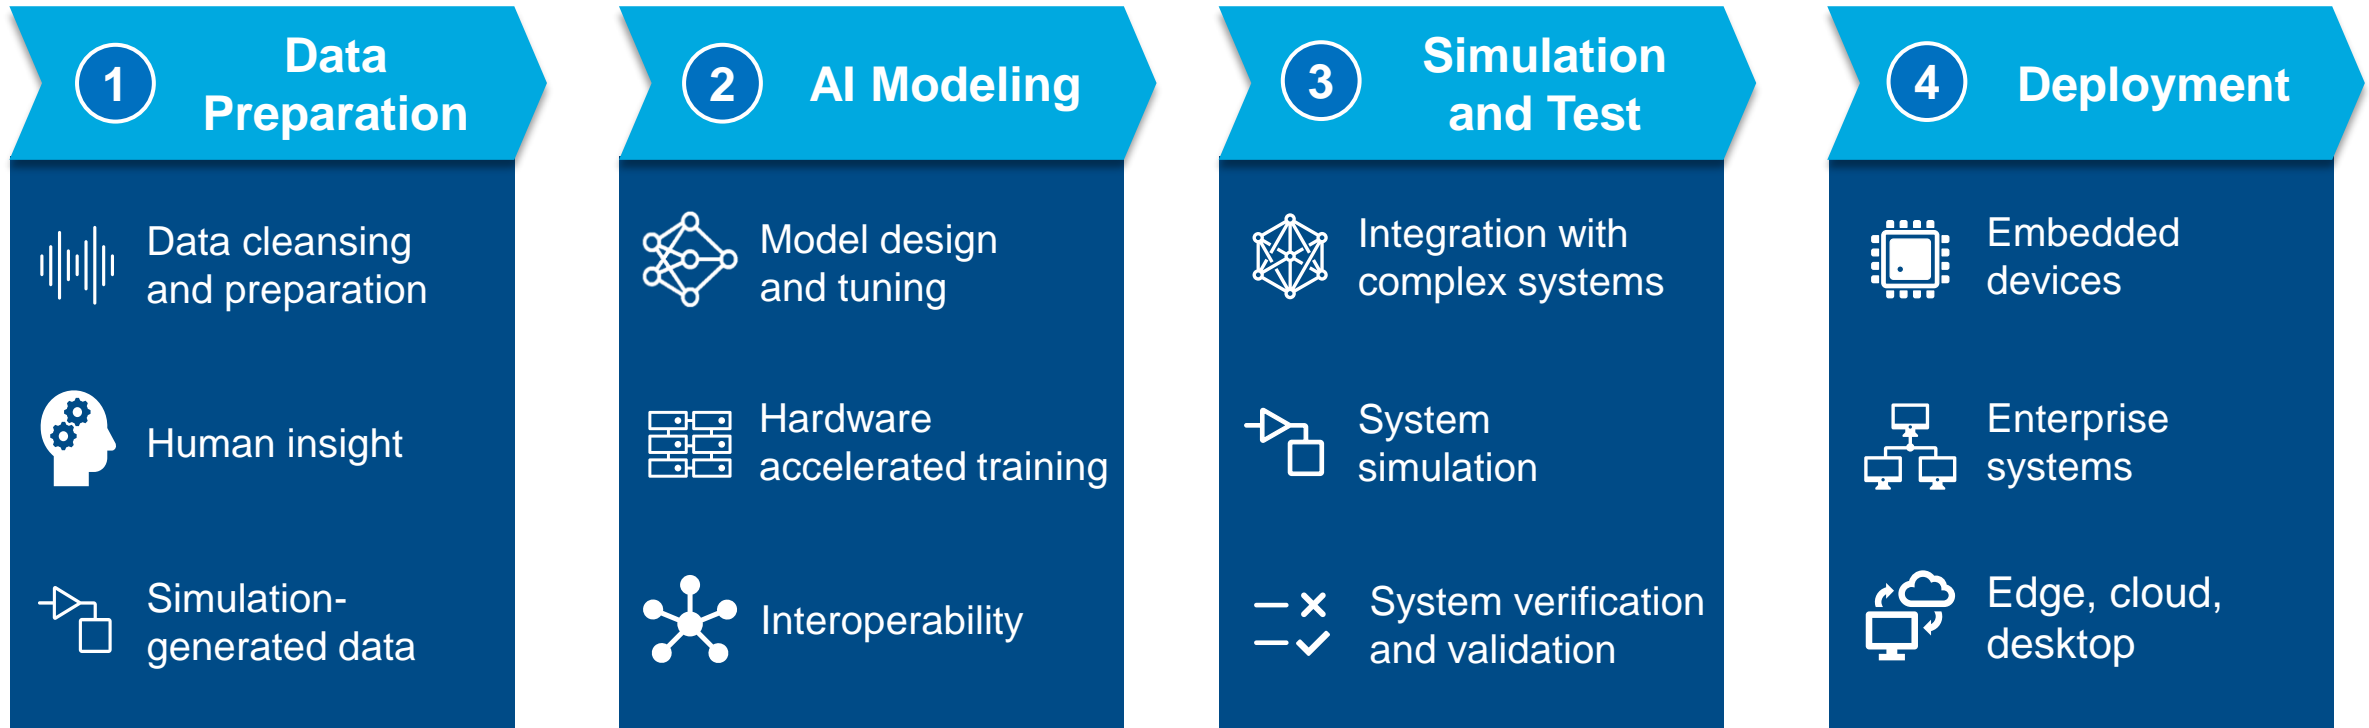 1
Data
Preparation
Data cleansing
and preparation
Human insight
Simulation-
generated data
2
AI Modeling
Model design
and tuning
Hardware
accelerated training
Interoperability
3
Simulation
and Test
Integration with
complex systems
System
simulation
System verification
and validation
4
Deployment
Embedded
devices
Enterprise
systems
Edge, cloud,
desktop